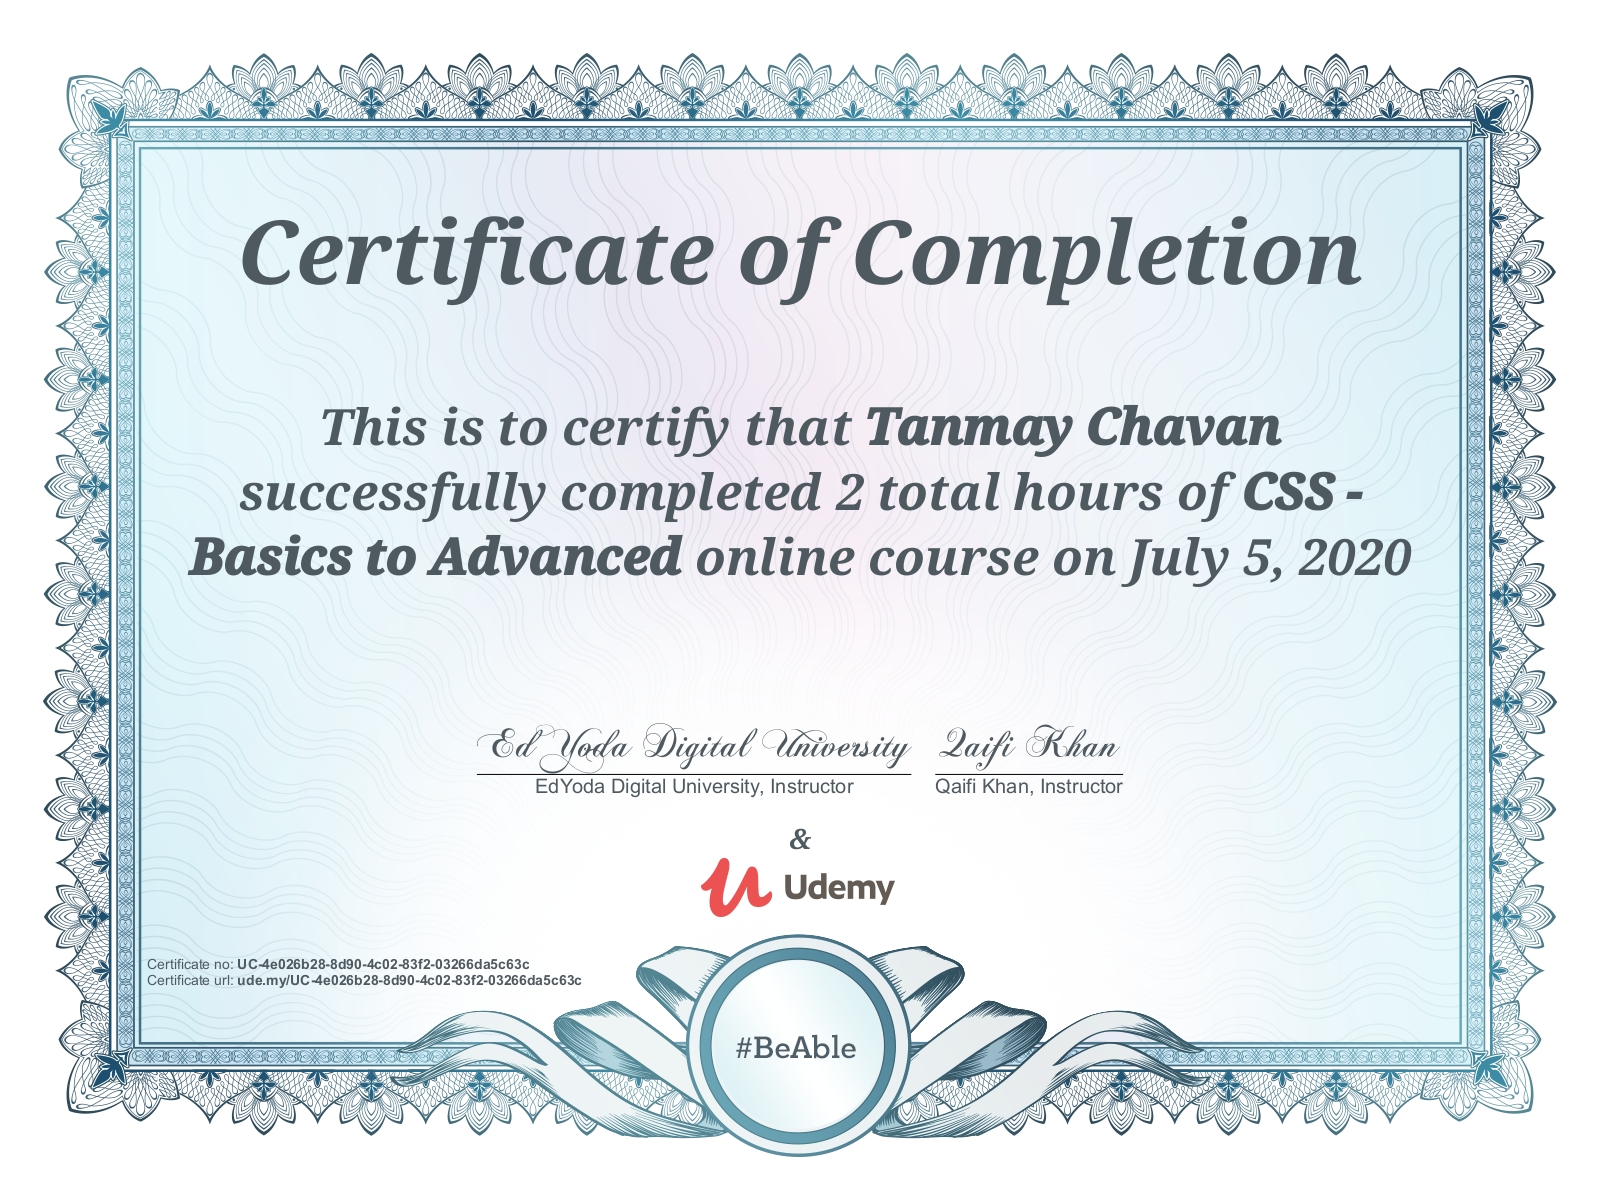 Certificate of Completion
This is to certify that Tanmay Chavan
successfully completed 2 total hours of CSS -
Basics to Advanced online course on July 5, 2020
Ed Yoda Digital University Qaifi Khan
EdYoda Digital University, Instructor Qaifi Khan, Instructor
&
Udemy
Certificate no: UC-4e026b28-8d90-4c02-83f2-03266da5c63c
Certificate url: ude.my/UC-4e026b28-8d90-4c02-83f2-03266da5c63c
#BeAble